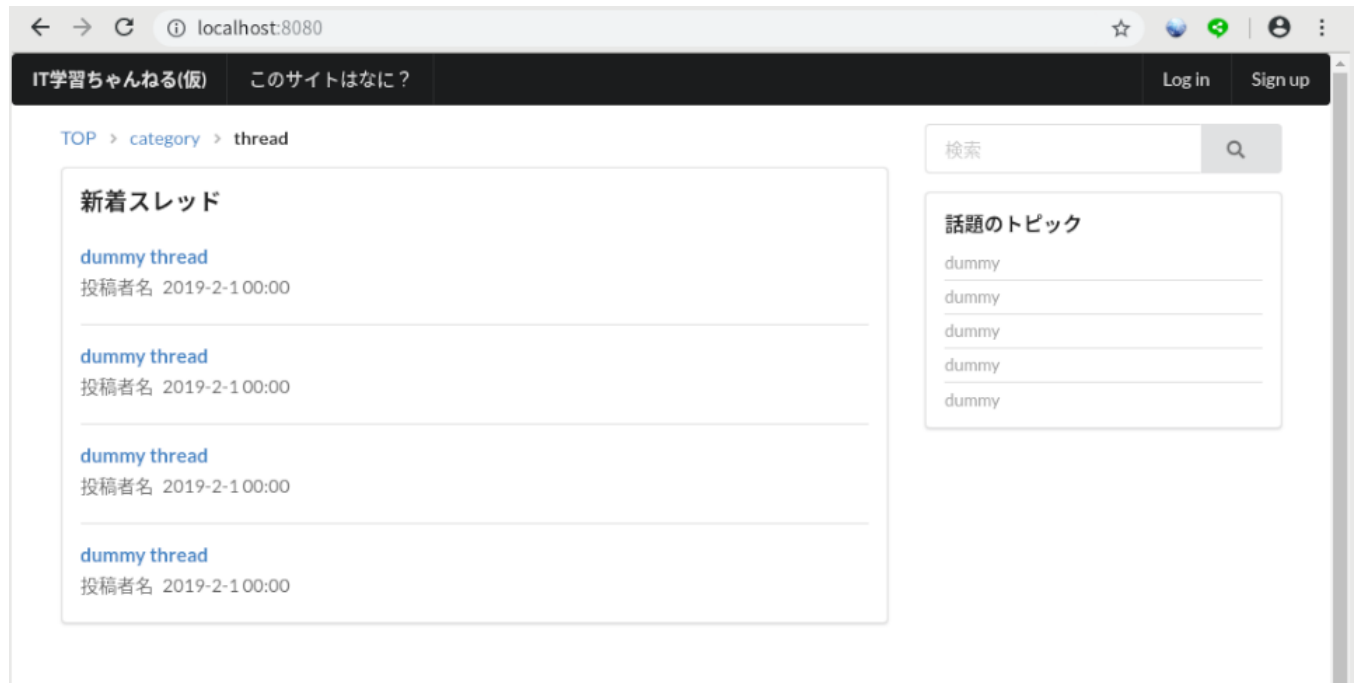 localhost:8080
IT学習ちゃんねる(仮) このサイトはなに？ Log in Sign up
TOP > category > thread
検索
新着スレッド
dummy thread
投稿者名 2019-2-1 00:00
dummy thread
投稿者名 2019-2-1 00:00
dummy thread
投稿者名 2019-2-1 00:00
dummy thread
投稿者名 2019-2-1 00:00
話題のトピック
dummy
dummy
dummy
dummy
dummy